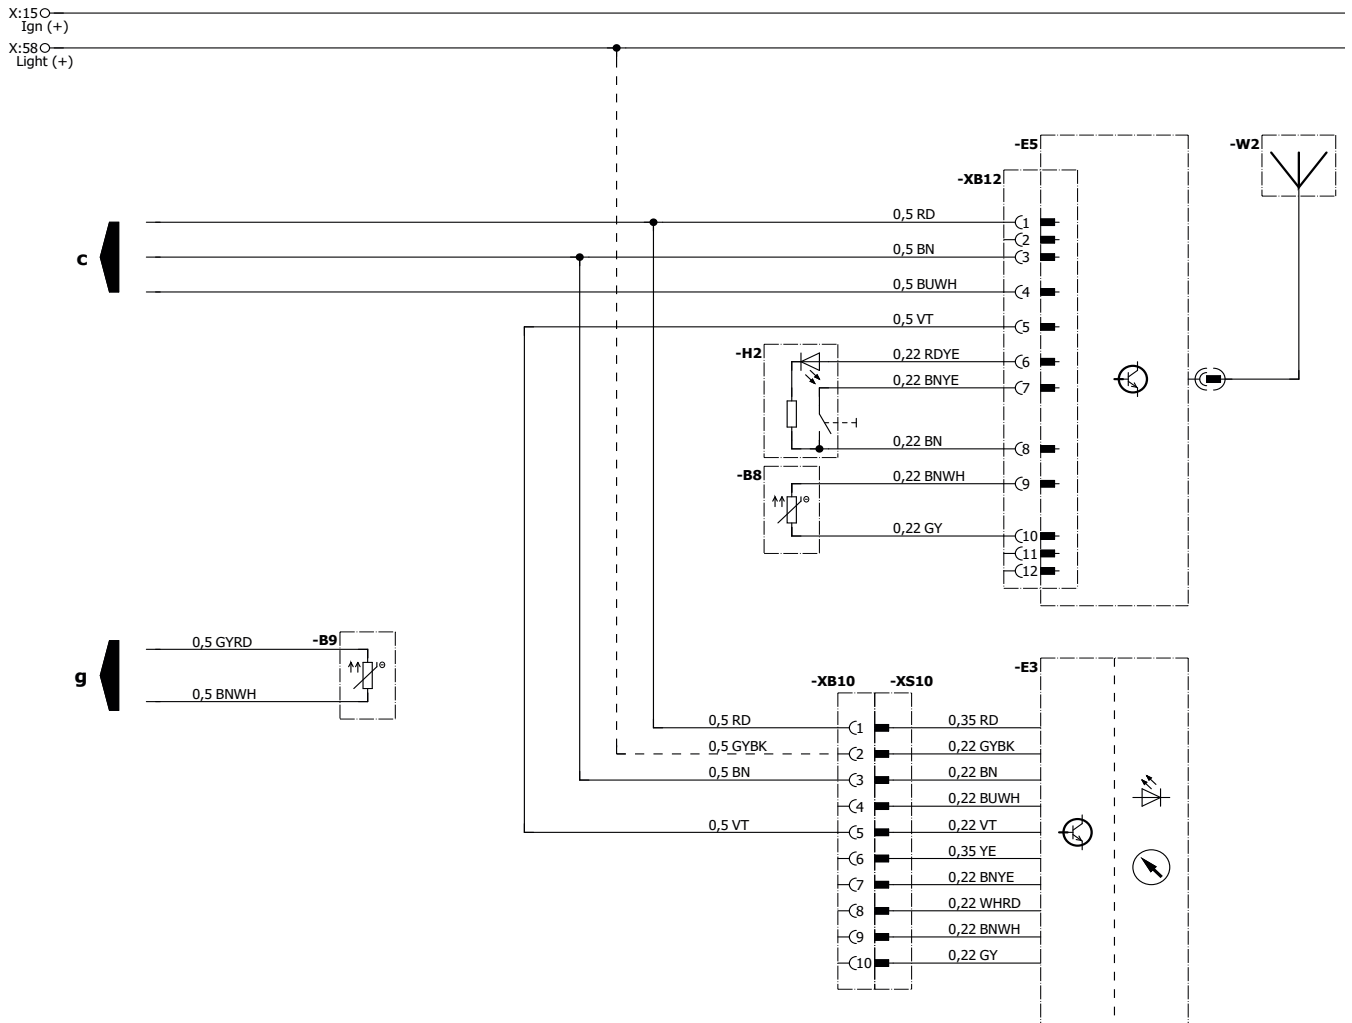 X:15
Ign (+)
X:58
Light (+)
-E5
-W2
-XB12
c
0,5 RD
1
2
0,5 BN
3
0,5 BUWH
4
0,5 VT
5
-H2
0,22 RDYE
6
0,22 BNYE
7
0,22 BN
8
-B8
0,22 BNWH
9
0,22 GY
10
11
12
g
0,5 GYRD
-B9
0,5 BNWH
-E3
-XB10
-XS10
0,5 RD
1
0,35 RD
0,5 GYBK
2
0,22 GYBK
0,5 BN
3
0,22 BN
4
0,22 BUWH
0,5 VT
5
0,22 VT
6
0,35 YE
7
0,22 BNYE
8
0,22 WHRD
9
0,22 BNWH
10
0,22 GY